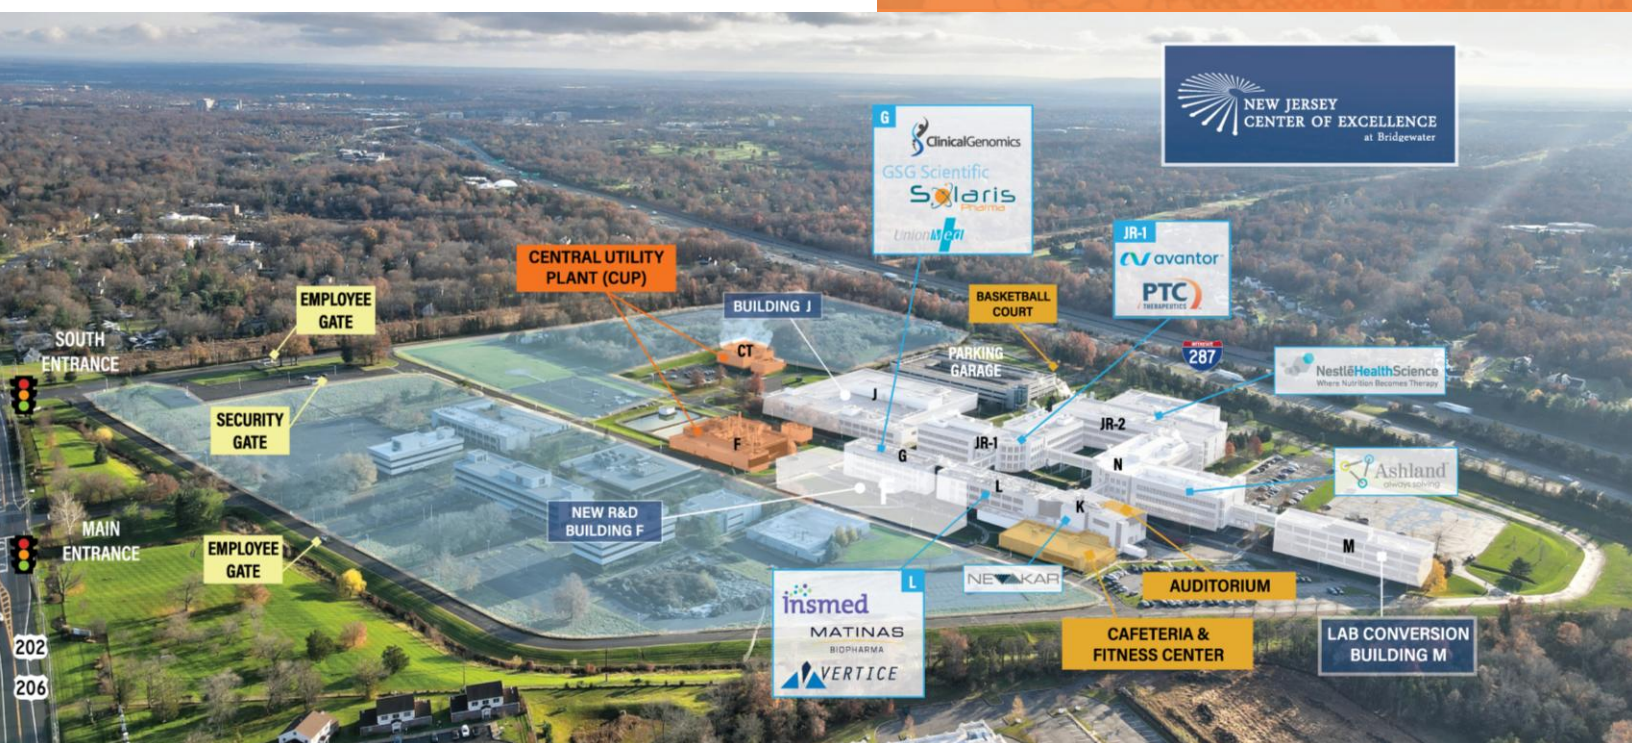 NEW JERSEY
CENTER OF EXCELLENCE
at Bridgewater
G
ClinicalGenomics
GSG Scientific
Solaris
Pharma
UnionMed
JR-1
avantor
PTC
THERAPEUTICS
CENTRAL UTILITY
PLANT (CUP)
EMPLOYEE
GATE
BUILDING J
BASKETBALL
COURT
SOUTH
ENTRANCE
CT
PARKING
GARAGE
INTERSTATE
287
NestléHealthScience
Where Nutrition Becomes Therapy
SECURITY
GATE
J
F
G
JR-1
JR-2
N
L
K
F
Ashland
always solving
NEW R&D
BUILDING F
MAIN
ENTRANCE
EMPLOYEE
GATE
M
L
insmed
MATINAS
BIOPHARMA
VERTICE
NEVAKAR
AUDITORIUM
CAFETERIA &
FITNESS CENTER
LAB CONVERSION
BUILDING M
202
206